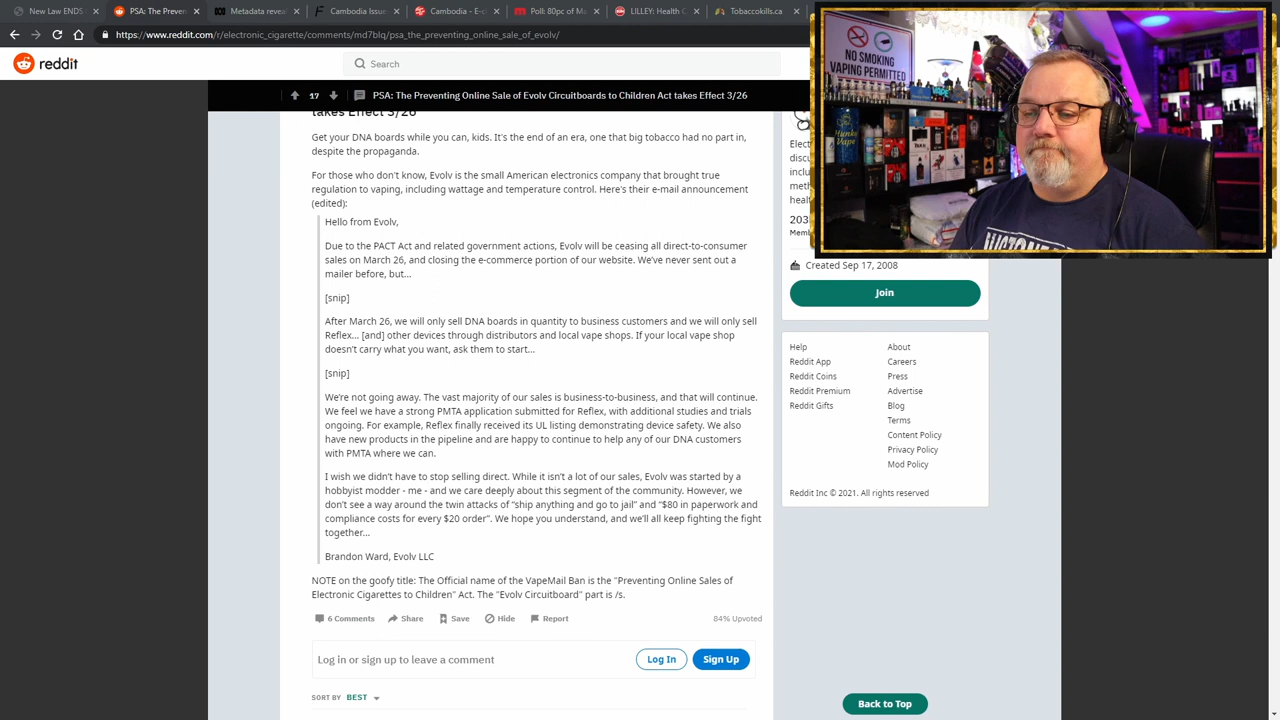 New Law ENDS
PSA: The Preven
Metadata revea
Cambodia Issue
Cambodia - Ec
Poll: 80pc of Mo
LILLEY: Health C
Tobaccokills.ca
https://www.reddit.com/r/electronic_cigarette/comments/md7blq/psa_the_preventing_online_sale_of_evolv/
reddit
Search
17
PSA: The Preventing Online Sale of Evolv Circuitboards to Children Act takes Effect 3/26
takes Effect 3/26
Get your DNA boards while you can, kids. It's the end of an era, one that big tobacco had no part in,
despite the propaganda.
For those who don't know, Evolv is the small American electronics company that brought true
regulation to vaping, including wattage and temperature control. Here's their e-mail announcement
(edited):
Hello from Evolv,
Due to the PACT Act and related government actions, Evolv will be ceasing all direct-to-consumer
sales on March 26, and closing the e-commerce portion of our website. We've never sent out a
mailer before, but...
[snip]
After March 26, we will only sell DNA boards in quantity to business customers and we will only sell
Reflex... [and] other devices through distributors and local vape shops. If your local vape shop
doesn't carry what you want, ask them to start...
[snip]
We're not going away. The vast majority of our sales is business-to-business, and that will continue.
We feel we have a strong PMTA application submitted for Reflex, with additional studies and trials
ongoing. For example, Reflex finally received its UL listing demonstrating device safety. We also
have new products in the pipeline and are happy to continue to help any of our DNA customers
with PMTA where we can.
I wish we didn't have to stop selling direct. While it isn't a lot of our sales, Evolv was started by a
hobbyist modder - me - and we care deeply about this segment of the community. However, we
don't see a way around the twin attacks of "ship anything and go to jail" and "$80 in paperwork and
compliance costs for every $20 order". We hope you understand, and we'll all keep fighting the fight
together...
Brandon Ward, Evolv LLC
NOTE on the goofy title: The Official name of the VapeMail Ban is the "Preventing Online Sales of
Electronic Cigarettes to Children" Act. The "Evolv Circuitboard" part is /s.
6 Comments
Share
Save
Hide
Report
84% Upvoted
Log in or sign up to leave a comment
Log In
Sign Up
SORT BY BEST
Elect
discu
inclu
meth
healt
203
Memb
Created Sep 17, 2008
Join
Help
About
Reddit App
Careers
Reddit Coins
Press
Reddit Premium
Advertise
Reddit Gifts
Blog
Terms
Content Policy
Privacy Policy
Mod Policy
Reddit Inc © 2021. All rights reserved
Back to Top
NO SMOKING
VAPING PERMITTED
VAPE